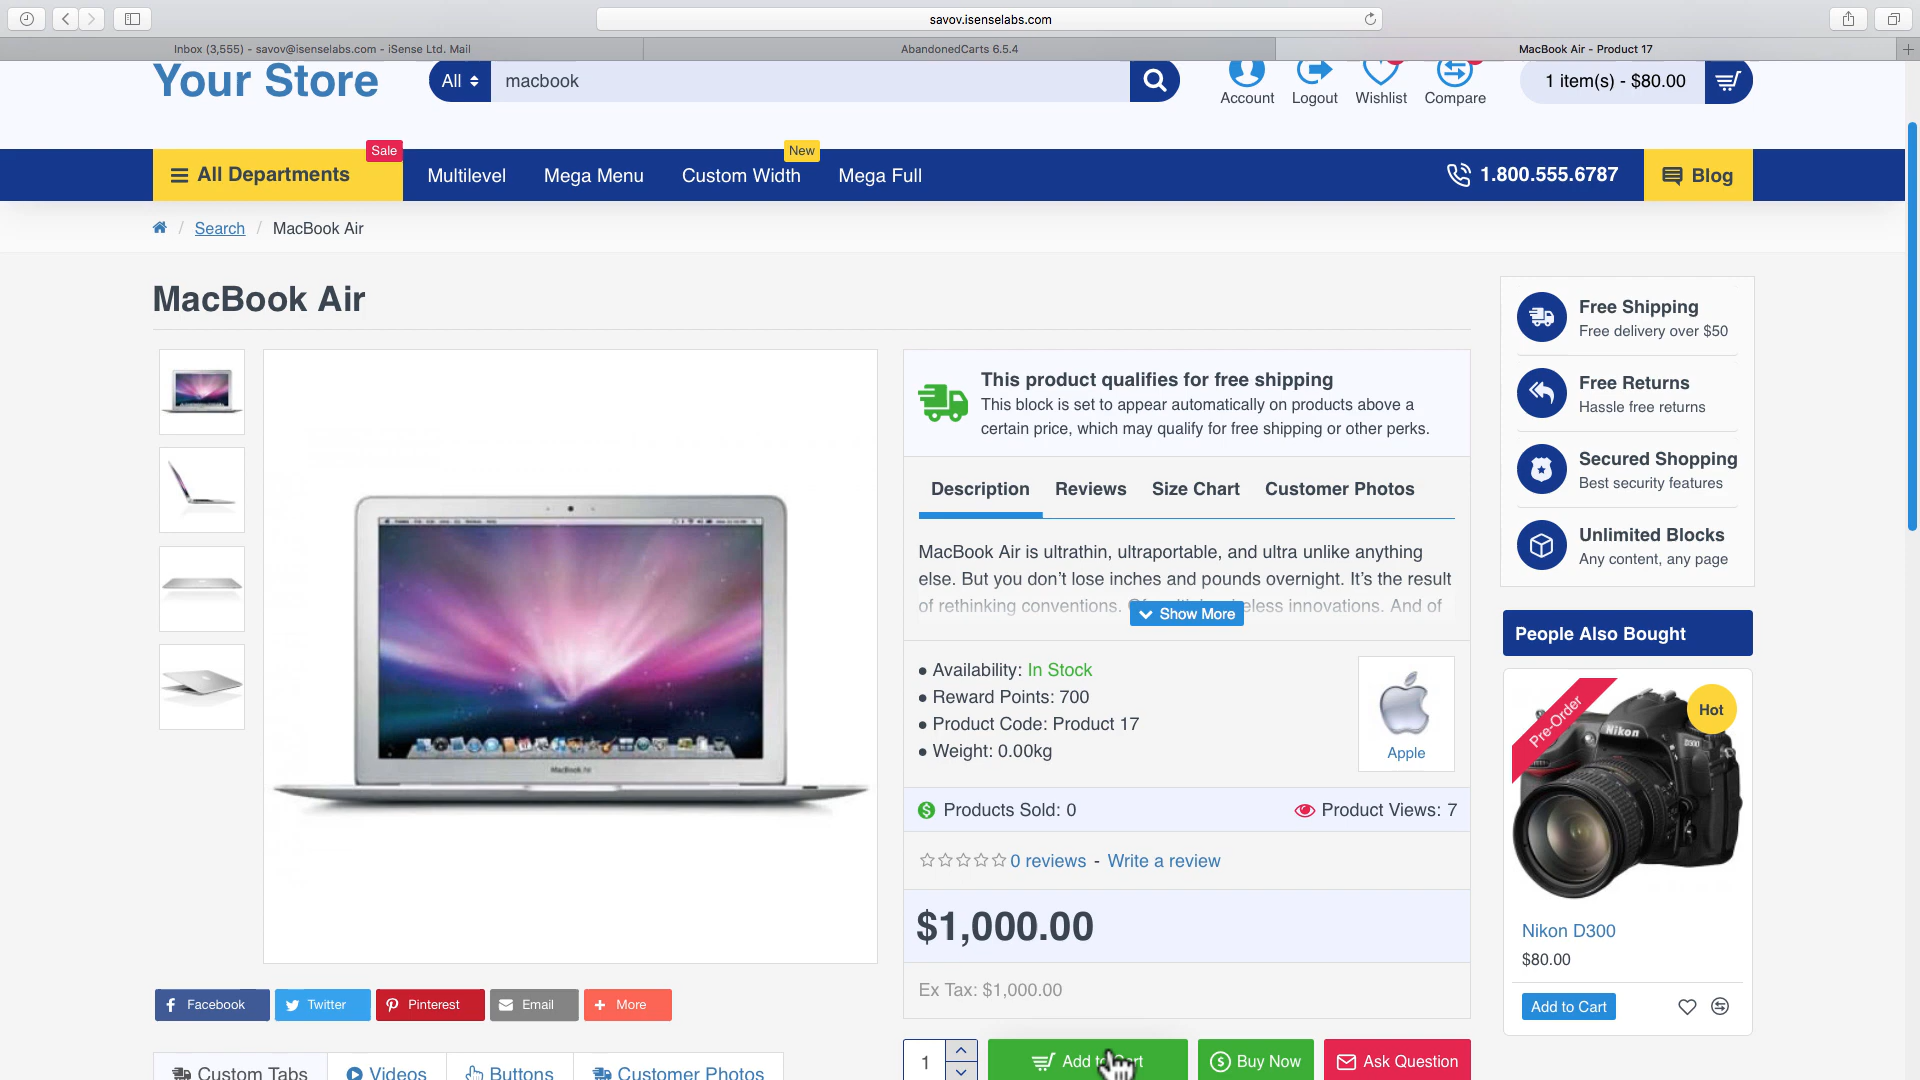 savov.isenselabs.com
Inbox (3,555) - savov@isenselabs.com - iSense Ltd. Mail
AbandonedCarts 6.5.4
MacBook Air - Product 17
Your Store
All
macbook
Account
Logout
Wishlist
Compare
1 item(s) - $80.00
Sale
New
All Departments
Multilevel
Mega Menu
Custom Width
Mega Full
1.800.555.6787
Blog
/ Search / MacBook Air
MacBook Air
This product qualifies for free shipping
This block is set to appear automatically on products above a
certain price, which may qualify for free shipping or other perks.
Description
Reviews
Size Chart
Customer Photos
MacBook Air is ultrathin, ultraportable, and ultra unlike anything
else. But you don’t lose inches and pounds overnight. It’s the result
of rethinking conventions. innovations. And of
Show More
• Availability: In Stock
• Reward Points: 700
• Product Code: Product 17
• Weight: 0.00kg
Apple
Products Sold: 0
Product Views: 7
0 reviews - Write a review
$1,000.00
Ex Tax: $1,000.00
1
Add to Cart
Buy Now
Ask Question
MacBook Air
Facebook
Twitter
Pinterest
Email
More
Custom Tabs
Videos
Buttons
Customer Photos
Free Shipping
Free delivery over $50
Free Returns
Hassle free returns
Secured Shopping
Best security features
Unlimited Blocks
Any content, any page
People Also Bought
Pre-Order
Hot
Nikon
D300
Nikon D300
$80.00
Add to Cart